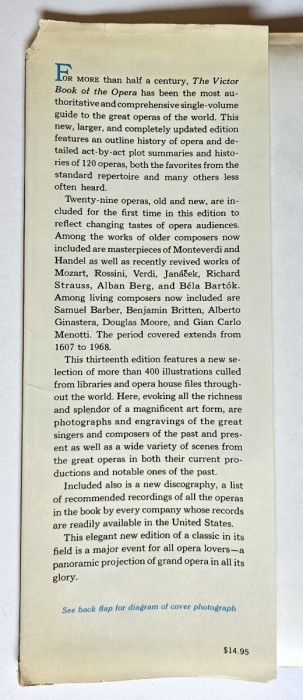 FOR MORE than half a century, The Victor
Book of the Opera has been the most au-
thoritative and comprehensive single-volume
guide to the great operas of the world. This
new, larger, and completely updated edition
features an outline history of opera and de-
tailed act-by-act plot summaries and histo-
ries of 120 operas, both the favorites from the
standard repertoire and many others less
often heard.
Twenty-nine operas, old and new, are in-
cluded for the first time in this edition to
reflect changing tastes of opera audiences.
Among the works of older composers now
included are masterpieces of Monteverdi and
Handel as well as recently revived works of
Mozart, Rossini, Verdi, Janáček, Richard
Strauss, Alban Berg, and Béla Bartók.
Among living composers now included are
Samuel Barber, Benjamin Britten, Alberto
Ginastera, Douglas Moore, and Gian Carlo
Menotti. The period covered extends from
1607 to 1968.
This thirteenth edition features a new se-
lection of more than 400 illustrations culled
from libraries and opera house files through-
out the world. Here, evoking all the richness
and splendor of a magnificent art form, are
photographs and engravings of the great
singers and composers of the past and pres-
ent as well as a wide variety of scenes from
the great operas in both their current pro-
ductions and notable ones of the past.
Included also is a new discography, a list
of recommended recordings of all the operas
in the book by every company whose records
are readily available in the United States.
This elegant new edition of a classic in its
field is a major event for all opera lovers—a
panoramic projection of grand opera in all its
glory.
See back flap for diagram of cover photograph
$14.95